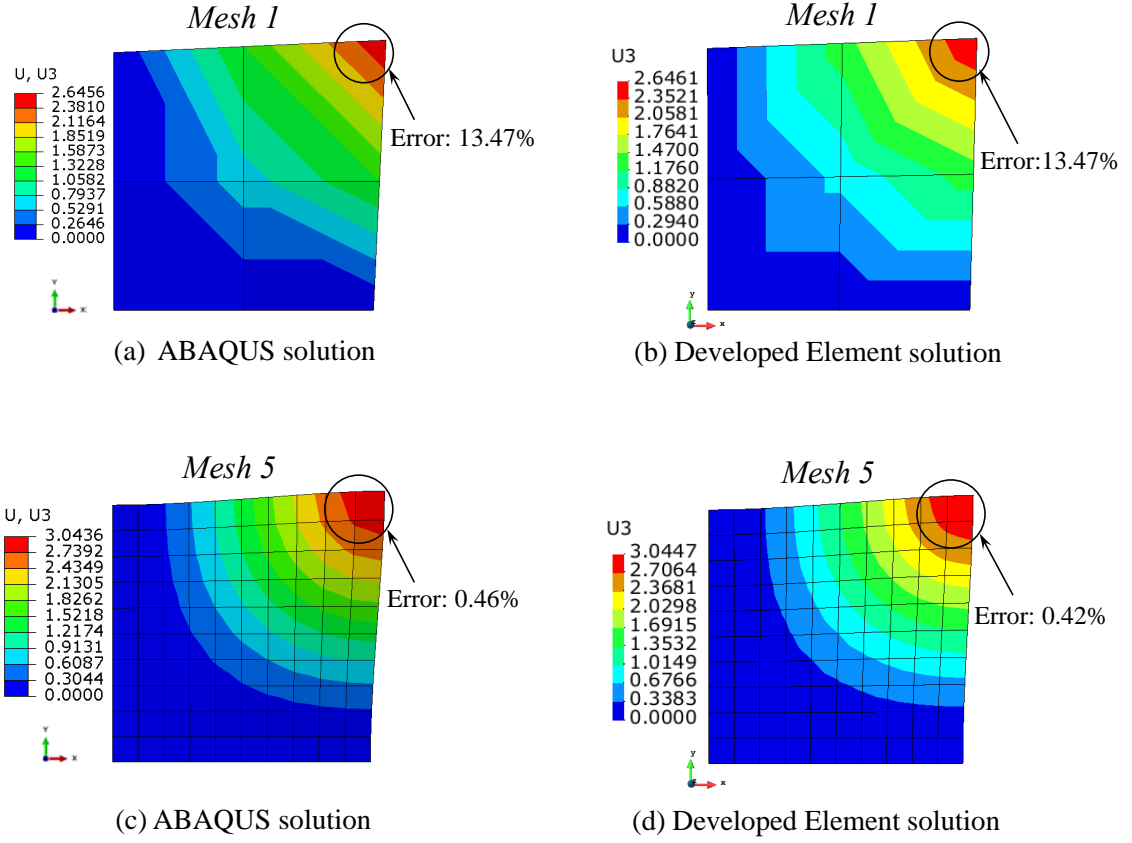 Mesh 1
U, U3
2.6456
2.3810
2.1164
1.8519
1.5873
1.3228
1.0582
0.7937
0.5291
0.2646
0.0000
Error: 13.47%
Y
X
(a) ABAQUS solution
Mesh 1
U3
2.6461
2.3521
2.0581
1.7641
1.4700
1.1760
0.8820
0.5880
0.2940
0.0000
Error:13.47%
y
x
(b) Developed Element solution
Mesh 5
U, U3
3.0436
2.7392
2.4349
2.1305
1.8262
1.5218
1.2174
0.9131
0.6087
0.3044
0.0000
Error: 0.46%
Y
X
(c) ABAQUS solution
Mesh 5
U3
3.0447
2.7064
2.3681
2.0298
1.6915
1.3532
1.0149
0.6766
0.3383
0.0000
Error: 0.42%
y
x
(d) Developed Element solution